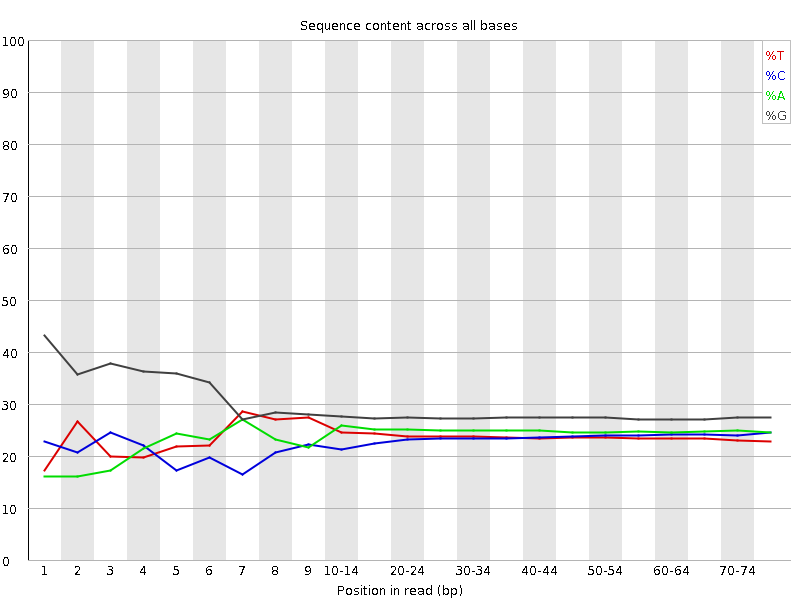 Sequence content across all bases
%T
%C
%A
%G
100
90
80
70
60
50
40
30
20
10
0
1 2 3 4 5 6 7 8 9 10-14 20-24 30-34 40-44 50-54 60-64 70-74
Position in read (bp)